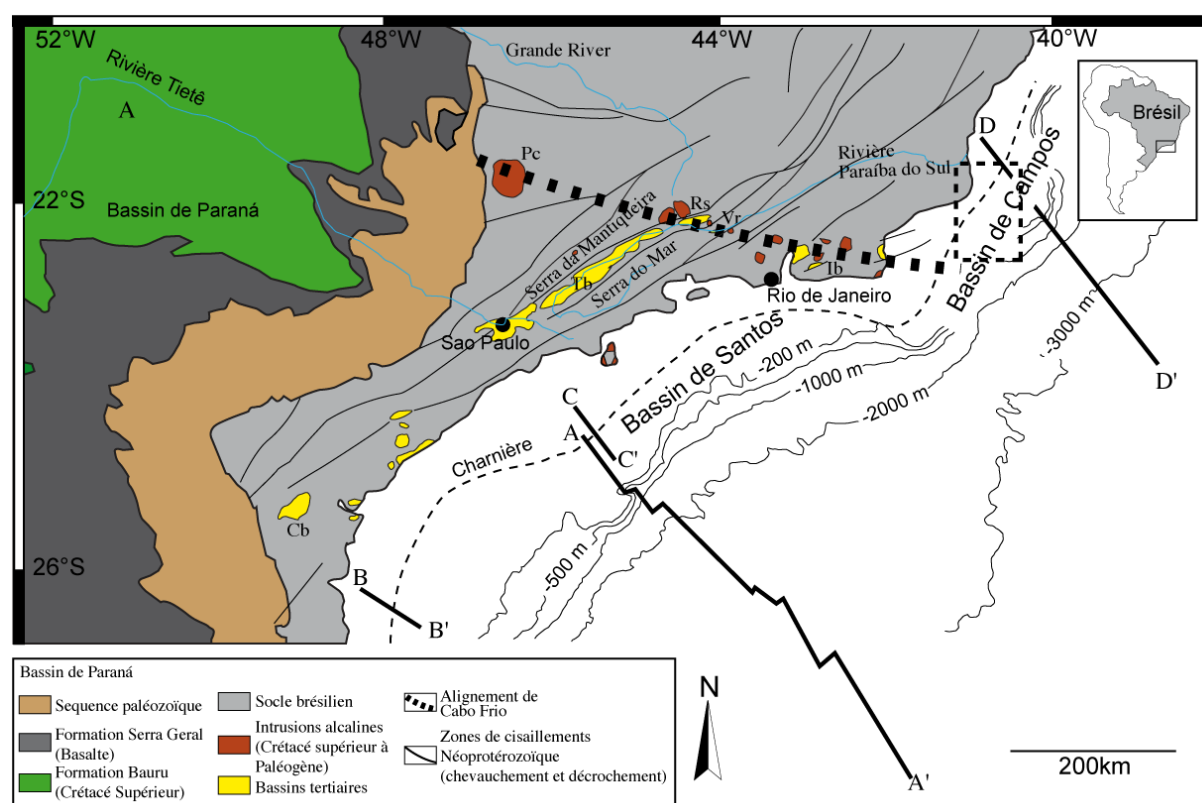 52°W
48°W
44°W
40°W
Grande River
Rivière Tietê
A
Brésil
D
Pc
Rivière
Paraíba do Sul
22°S
Bassin de Paraná
Rs
Vr
Bassin de Campos
Serra da Mantiqueira
Tb
Serra do Mar
Ib
Rio de Janeiro
Sao Paulo
-3000 m
-200 m
Bassin de Santos
-1000 m
D'
-2000 m
C
A
Charnière
C'
Cb
26°S
-500 m
B
B'
Bassin de Paraná
Sequence paléozoïque
Formation Serra Geral
(Basalte)
Formation Bauru
(Crétacé Supérieur)
Socle brésilien
Intrusions alcalines
(Crétacé supérieur à
Paléogène)
Bassins tertiaires
Alignement de
Cabo Frio
Zones de cisaillements
Néoprotérozoïque
(chevauchement et décrochement)
N
200km
A'